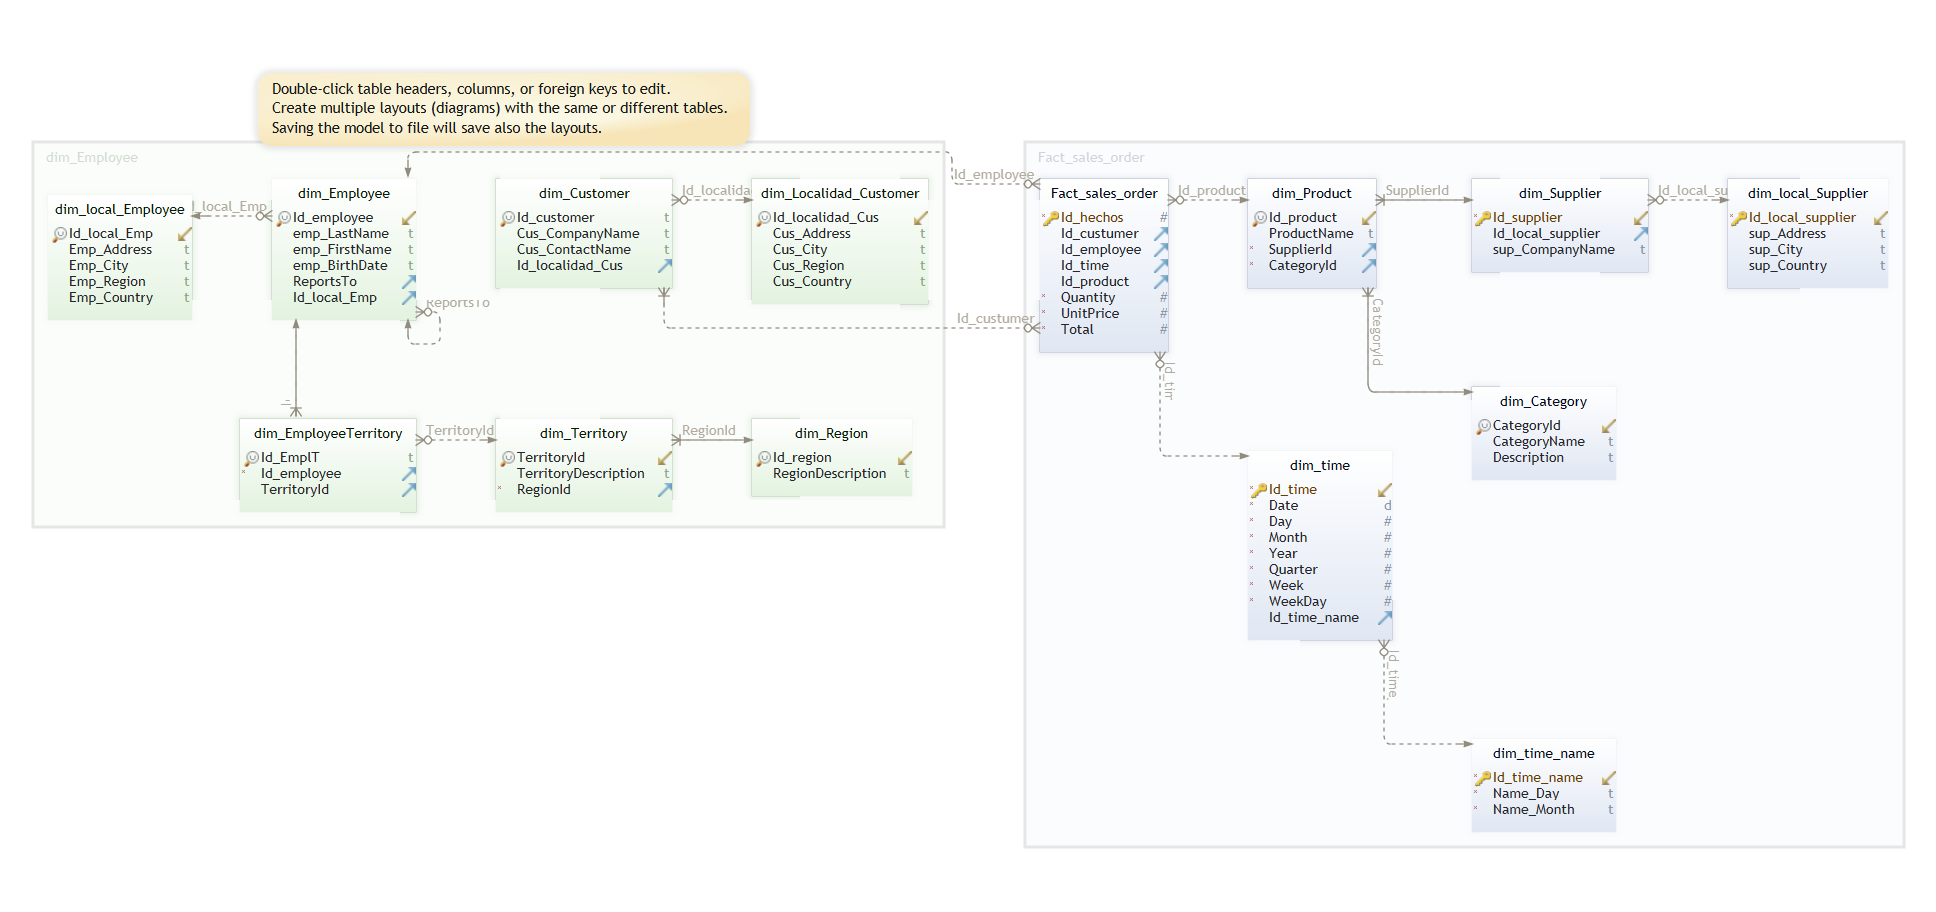 Double-click table headers, columns, or foreign keys to edit.
Create multiple layouts (diagrams) with the same or different tables.
Saving the model to file will save also the layouts.
dim_Employee
dim_local_Employee
Id_local_Emp
Emp_Address t
Emp_City t
Emp_Region t
Emp_Country t
_local_Emp
dim_Employee
Id_employee
emp_LastName t
emp_FirstName t
emp_BirthDate t
ReportsTo
Id_local_Emp
ReportsTo
dim_Customer
Id_customer t
Cus_CompanyName t
Cus_ContactName t
Id_localidad_Cus
Id_localida
dim_Localidad_Customer
Id_localidad_Cus
Cus_Address t
Cus_City t
Cus_Region t
Cus_Country t
dim_EmployeeTerritory
Id_EmplT t
Id_employee
TerritoryId
TerritoryId
dim_Territory
TerritoryId
TerritoryDescription t
RegionId
RegionId
dim_Region
Id_region
RegionDescription t
Id_employee
Id_custumer
Fact_sales_order
Fact_sales_order
Id_hechos #
Id_custumer
Id_employee
Id_time
Id_product
Quantity #
UnitPrice #
Total #
Id_product
Id_tim
dim_Product
Id_product
ProductName t
SupplierId
CategoryId
SupplierId
CategoryId
dim_Supplier
Id_supplier
Id_local_supplier
sup_CompanyName t
Id_local_su
dim_local_Supplier
Id_local_supplier
sup_Address t
sup_City t
sup_Country t
dim_Category
CategoryId
CategoryName t
Description t
dim_time
Id_time
Date d
Day #
Month #
Year #
Quarter #
Week #
WeekDay #
Id_time_name
Id_time
dim_time_name
Id_time_name
Name_Day t
Name_Month t